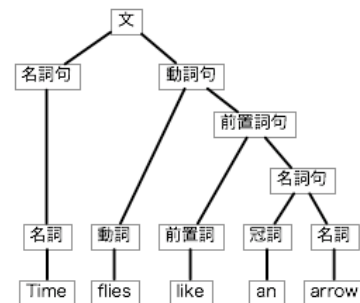 文
名詞句 動詞句
前置詞句
名詞句
名詞 動詞 前置詞 冠詞 名詞
Time flies like an arrow